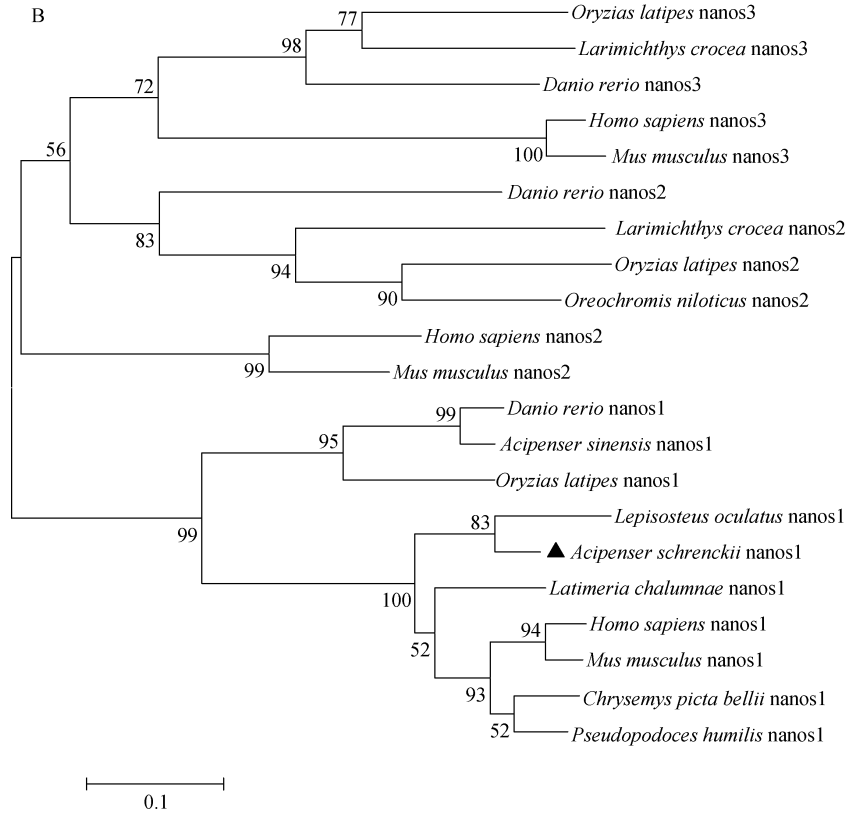 B
77
Oryzias latipes nanos3
98
Larimichthys crocea nanos3
72
Danio rerio nanos3
Homo sapiens nanos3
56
100
Mus musculus nanos3
Danio rerio nanos2
83
Larimichthys crocea nanos2
94
Oryzias latipes nanos2
90
Oreochromis niloticus nanos2
Homo sapiens nanos2
99
Mus musculus nanos2
99
Danio rerio nanos1
95
Acipenser sinensis nanos1
Oryzias latipes nanos1
99
83
Lepisosteus oculatus nanos1
Acipenser schrenckii nanos1
100
Latimeria chalumnae nanos1
94
Homo sapiens nanos1
52
Mus musculus nanos1
93
Chrysemys picta bellii nanos1
52
Pseudopodoces humilis nanos1
0.1